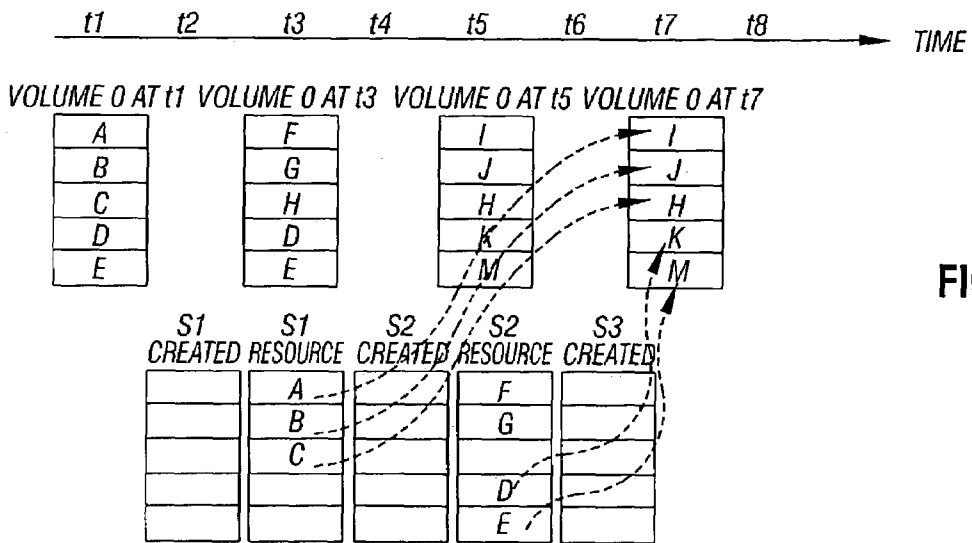 t1 t2 t3 t4 t5 t6 t7 t8 TIME
VOLUME 0 AT t1 VOLUME 0 AT t3 VOLUME 0 AT t5 VOLUME 0 AT t7
A F I I
B G J J
C H H H
D D K K
E E M M
FI
S1 CREATED S1 RESOURCE S2 CREATED S2 RESOURCE S3 CREATED
A F
B G
C
D
E